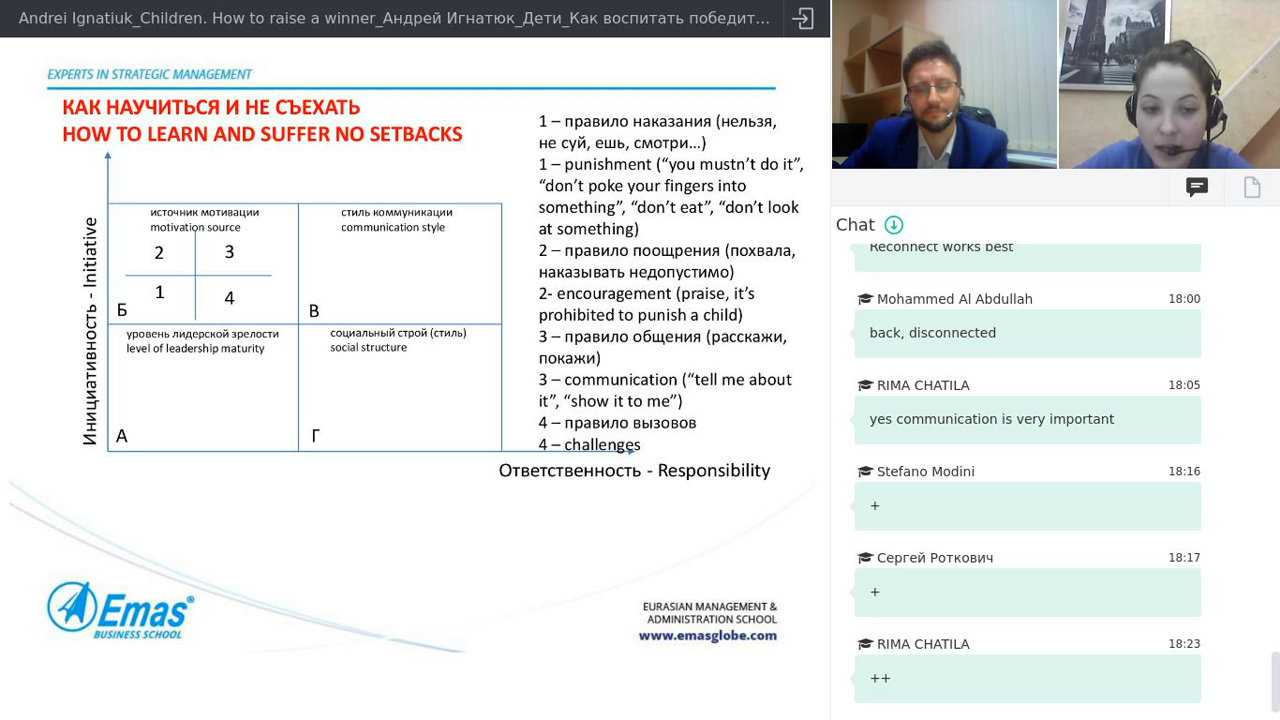 Andrei Ignatiuk_Children. How to raise a winner_Андрей Игнатюк_Дети_Как воспитать победит...
EXPERTS IN STRATEGIC MANAGEMENT
КАК НАУЧИТЬСЯ И НЕ СЪЕХАТЬ
HOW TO LEARN AND SUFFER NO SETBACKS
Инициативность - Initiative
источник мотивации
motivation source
2
3
1
4
Б
стиль коммуникации
communication style
В
уровень лидерской зрелости
level of leadership maturity
А
социальный строй (стиль)
social structure
Г
Ответственность - Responsibility
1 – правило наказания (нельзя,
не суй, ешь, смотри...)
1 – punishment (“you mustn’t do it”,
“don’t poke your fingers into
something”, “don’t eat”, “don’t look
at something)
2 – правило поощрения (похвала,
наказывать недопустимо)
2- encouragement (praise, it’s
prohibited to punish a child)
3 – правило общения (расскажи,
покажи)
3 – communication (“tell me about
it”, “show it to me”)
4 – правило вызовов
4 – challenges
Emas®
BUSINESS SCHOOL
EURASIAN MANAGEMENT &
ADMINISTRATION SCHOOL
www.emasglobe.com
Chat
Reconnect works best
Mohammed Al Abdullah 18:00
back, disconnected
RIMA CHATILA 18:05
yes communication is very important
Stefano Modini 18:16
+
Сергей Роткович 18:17
+
RIMA CHATILA 18:23
++